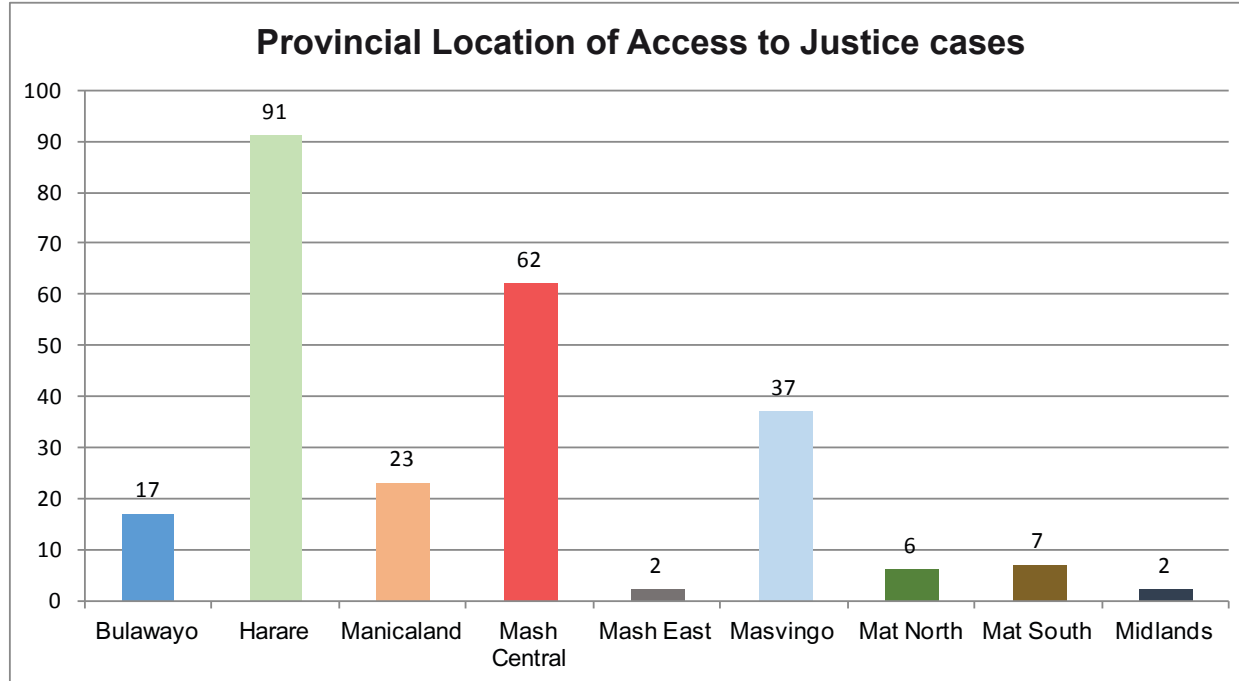 Provincial Location of Access to Justice cases
100
90
80
70
60
50
40
30
20
10
0
17
91
23
62
2
37
6
7
2
Bulawayo
Harare
Manicaland
Mash
Central
Mash East
Masvingo
Mat North
Mat South
Midlands